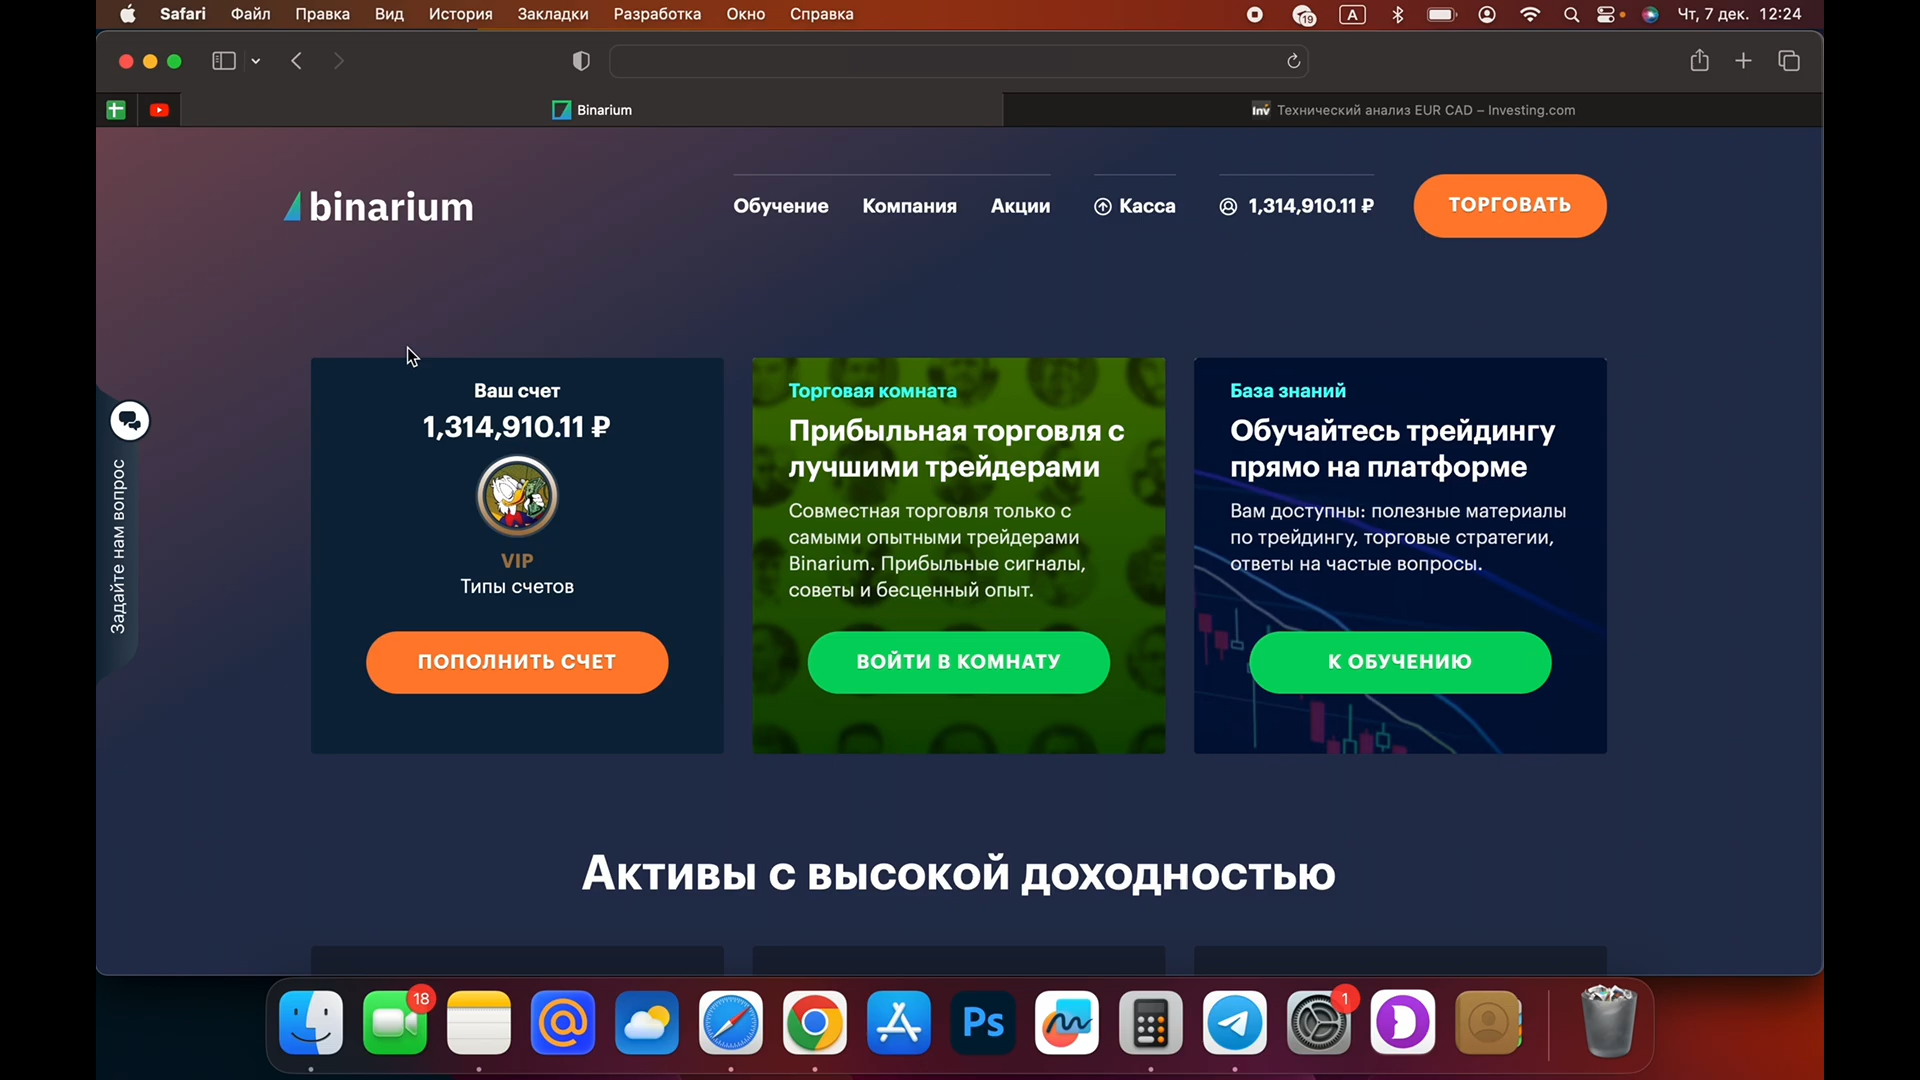 Safari Файл Правка Вид История Закладки Разработка Окно Справка 19 A Чт, 7 дек. 12:24
Binarium
Inv Технический анализ EUR CAD – Investing.com
binarium
Обучение Компания Акции Касса 1,314,910.11 ₽ ТОРГОВАТЬ
Задайте нам вопрос
Ваш счет
1,314,910.11 ₽
VIP
Типы счетов
ПОПОЛНИТЬ СЧЕТ
Торговая комната
Прибыльная торговля с
лучшими трейдерами
Совместная торговля только с
самыми опытными трейдерами
Binarium. Прибыльные сигналы,
советы и бесценный опыт.
ВОЙТИ В КОМНАТУ
База знаний
Обучайтесь трейдингу
прямо на платформе
Вам доступны: полезные материалы
по трейдингу, торговые стратегии,
ответы на частые вопросы.
К ОБУЧЕНИЮ
Активы с высокой доходностью
18 Ps 1